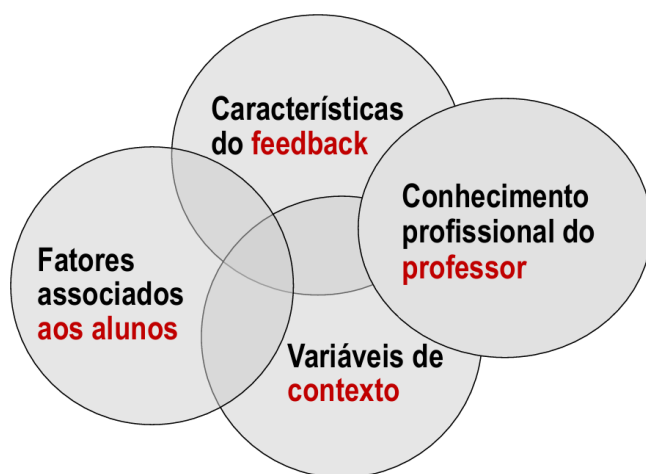 Características
do feedback
Conhecimento
profissional do
professor
Fatores
associados
aos alunos
Variáveis de
contexto